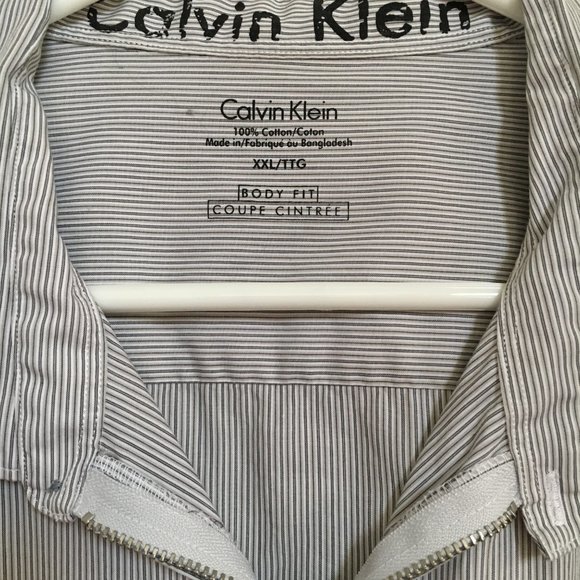 Calvin Klein
Calvin Klein
100% Cotton/Coton
Made in/Fabriqué au Bangladesh
XXL/TTG
BODY FIT
COUPE CINTRÉE